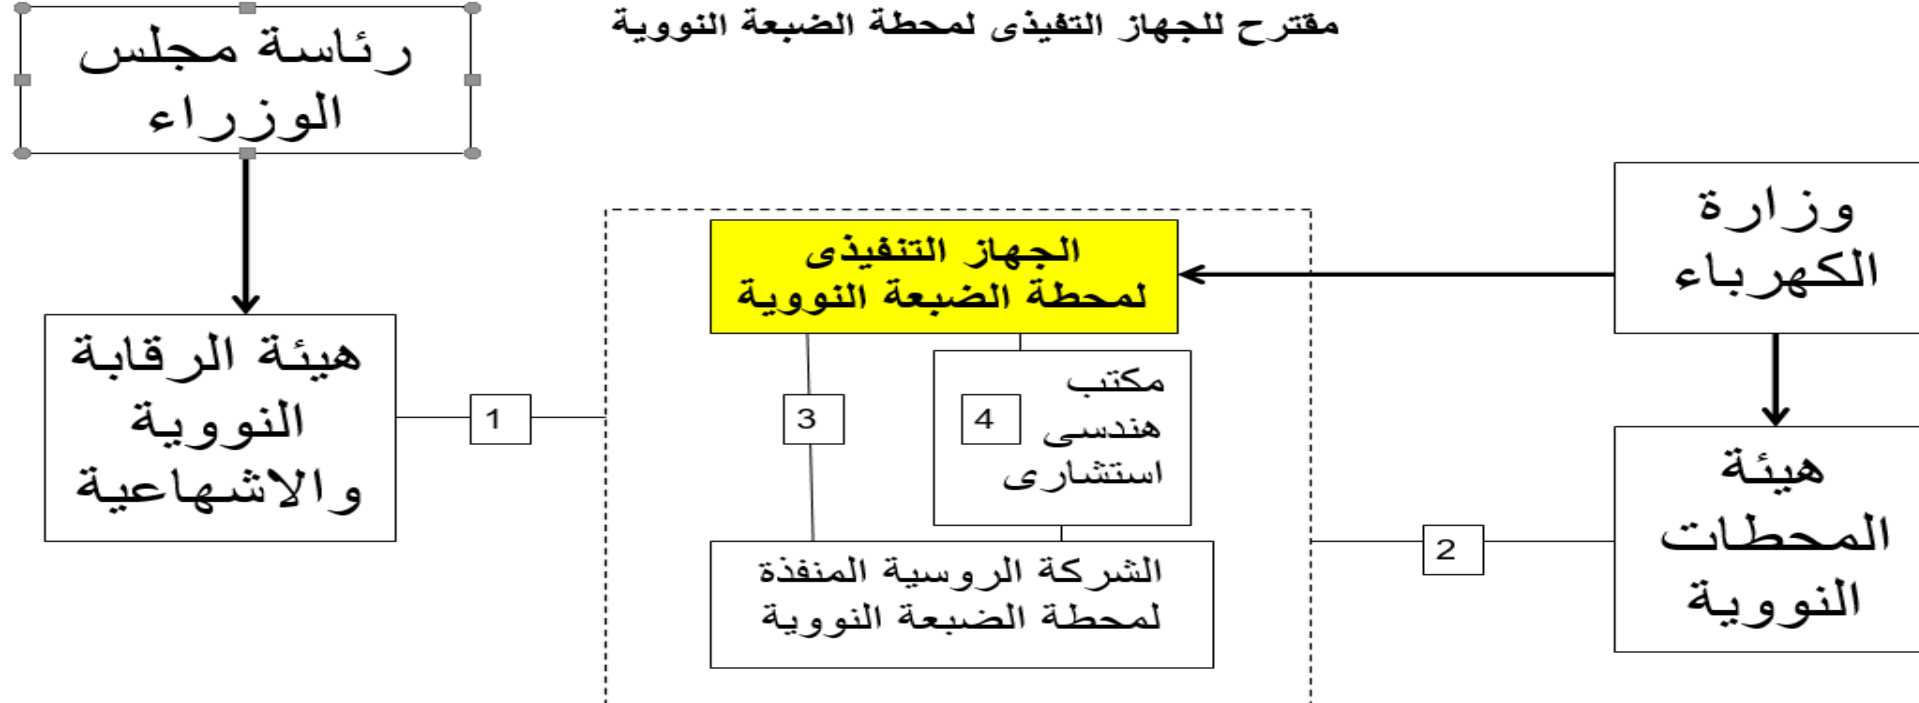 مقترح للجهاز التفيذى لمحطة الضبعة النووية
رئاسة مجلس
الوزراء
وزارة
الكهرباء
الجهاز التنفيذى
لمحطة الضبعة النووية
هيئة الرقابة
النووية
والاشهاعية
1
3
4
مكتب
هندسى
استشارى
2
هيئة
المحطات
النووية
الشركة الروسية المنفذة
لمحطة الضبعة النووية